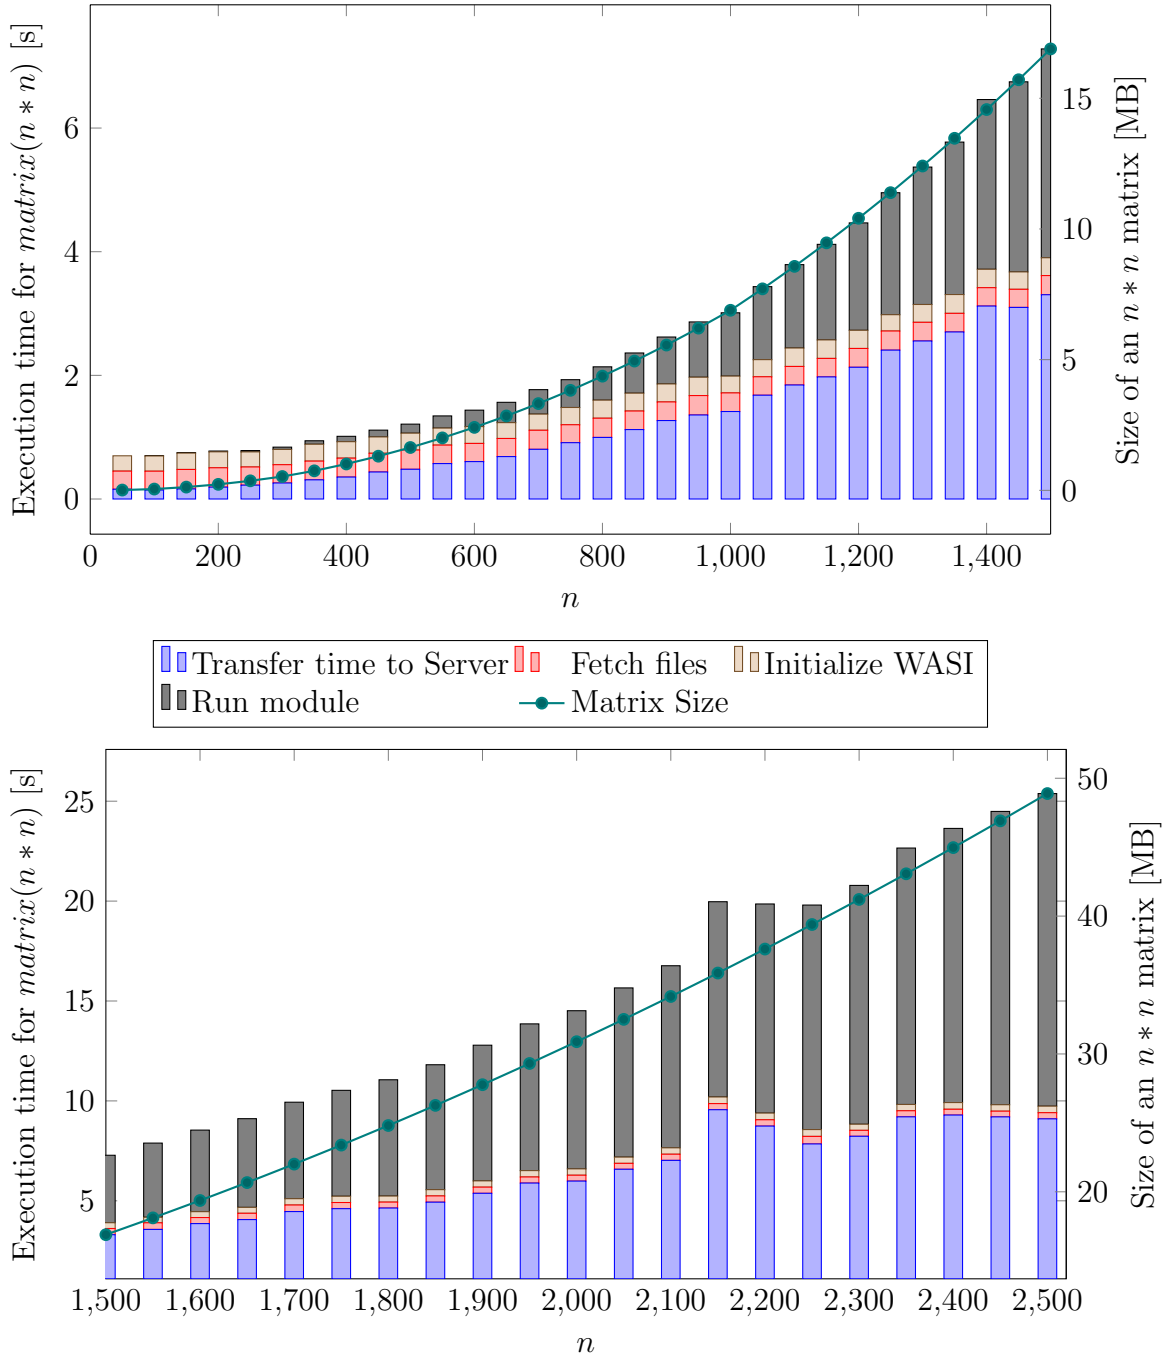 Execution time for matrix(n ∗ n) [s]
6
4
2
0
15
10
5
0
Size of an n ∗ n matrix [MB]
0 200 400 600 800 1,000 1,200 1,400
n
Transfer time to Server Fetch files Initialize WASI
Run module Matrix Size
Execution time for matrix(n ∗ n) [s]
25
20
15
10
5
50
40
30
20
Size of an n ∗ n matrix [MB]
1,500 1,600 1,700 1,800 1,900 2,000 2,100 2,200 2,300 2,400 2,500
n